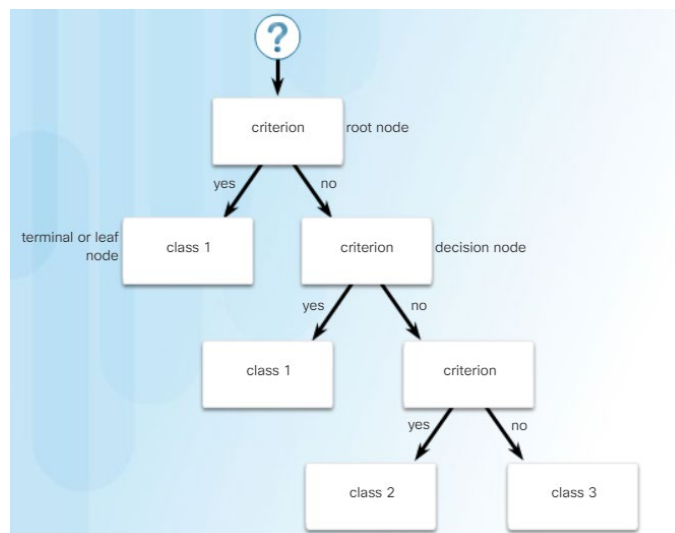 ?
criterion
root node
yes
no
terminal or leaf
node
class 1
criterion
decision node
yes
no
class 1
criterion
yes
no
class 2
class 3